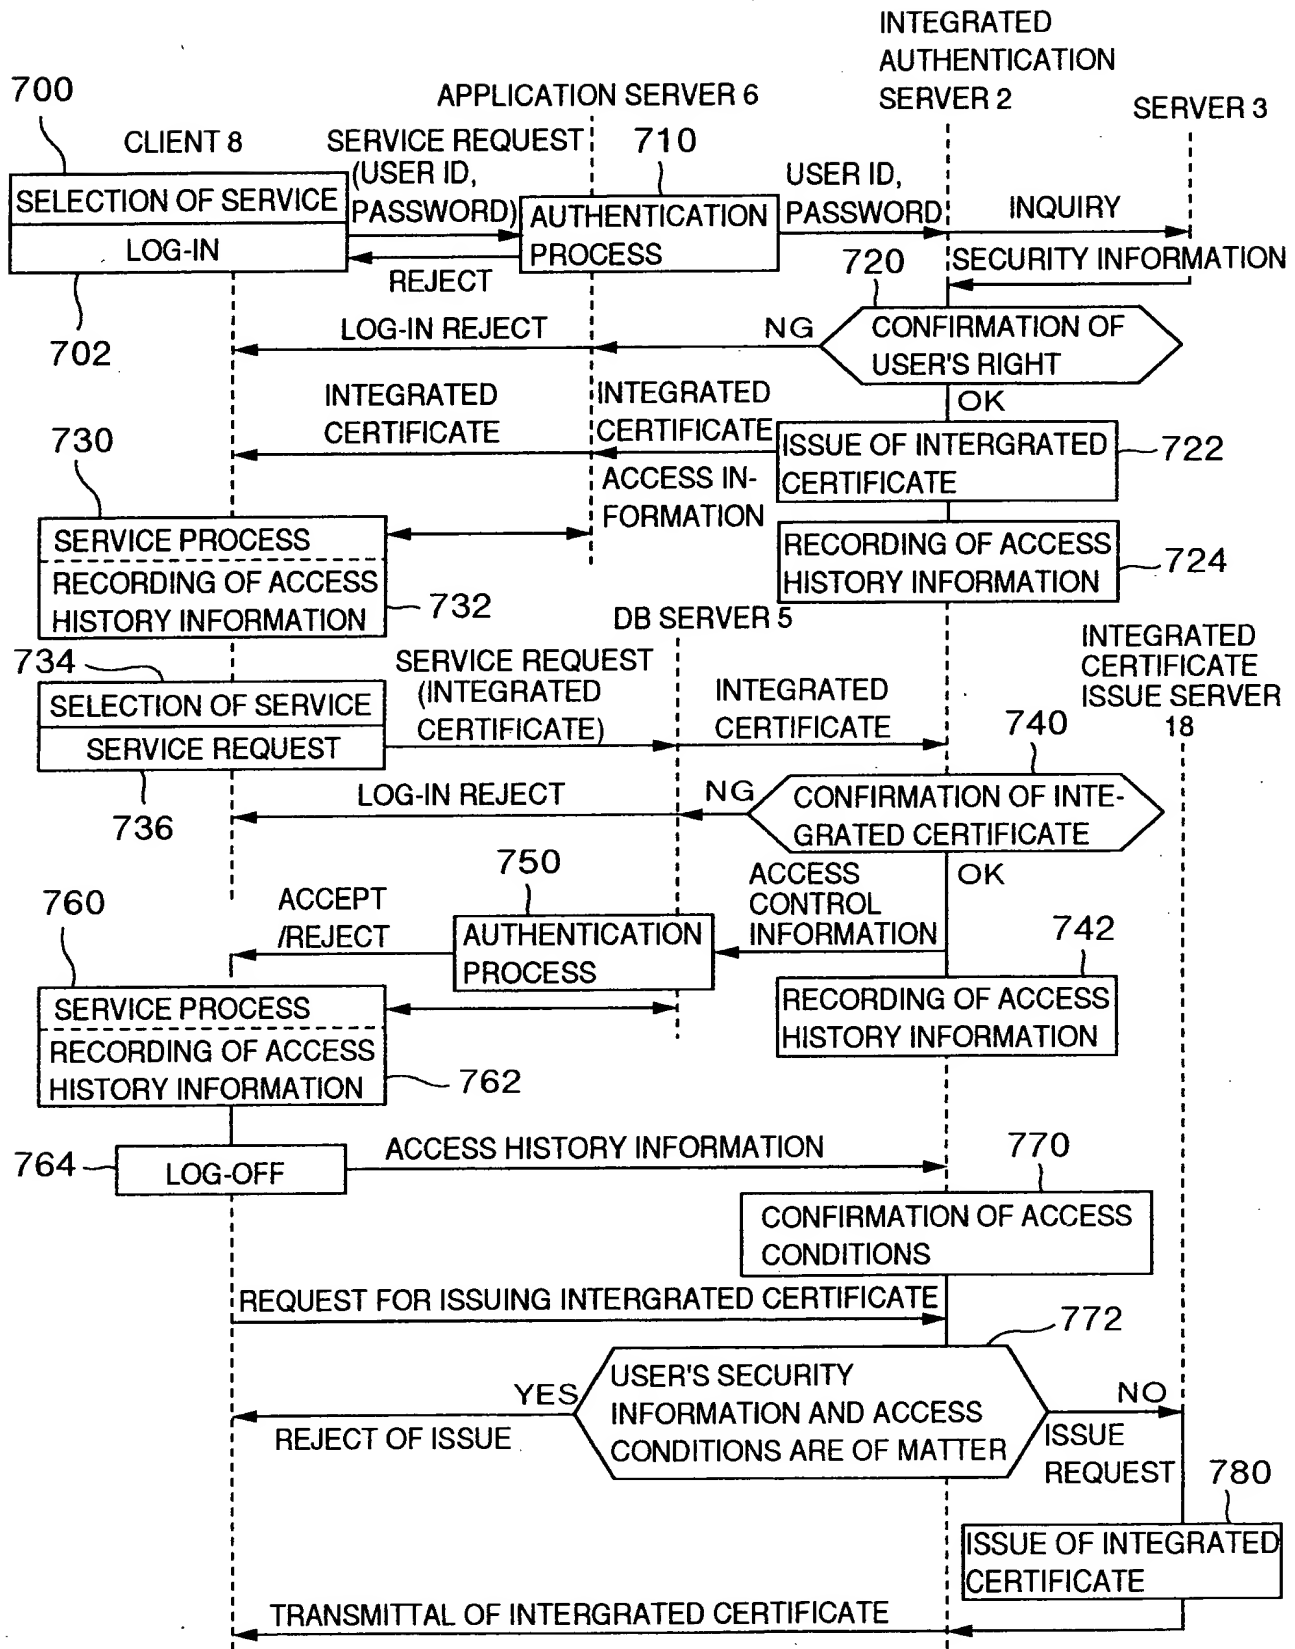 INTEGRATED
AUTHENTICATION
SERVER 2
700
APPLICATION SERVER 6
SERVER 3
CLIENT 8
SERVICE REQUEST
(USER ID,
PASSWORD)
710
USER ID,
PASSWORD
SELECTION OF SERVICE
LOG-IN
AUTHENTICATION
PROCESS
INQUIRY
REJECT
720
SECURITY INFORMATION
702
LOG-IN REJECT
NG
CONFIRMATION OF
USER'S RIGHT
OK
INTEGRATED
CERTIFICATE
INTEGRATED
CERTIFICATE
730
ISSUE OF INTERGRATED
CERTIFICATE
722
ACCESS IN-
FORMATION
SERVICE PROCESS
RECORDING OF ACCESS
HISTORY INFORMATION
732
RECORDING OF ACCESS
HISTORY INFORMATION
724
DB SERVER 5
INTEGRATED
CERTIFICATE
ISSUE SERVER
18
734
SERVICE REQUEST
(INTEGRATED
CERTIFICATE)
INTEGRATED
CERTIFICATE
SELECTION OF SERVICE
SERVICE REQUEST
740
736
LOG-IN REJECT
NG
CONFIRMATION OF INTE-
GRATED CERTIFICATE
OK
750
760
ACCEPT
/REJECT
AUTHENTICATION
PROCESS
ACCESS
CONTROL
INFORMATION
742
SERVICE PROCESS
RECORDING OF ACCESS
HISTORY INFORMATION
762
RECORDING OF ACCESS
HISTORY INFORMATION
764
LOG-OFF
ACCESS HISTORY INFORMATION
770
CONFIRMATION OF ACCESS
CONDITIONS
REQUEST FOR ISSUING INTERGRATED CERTIFICATE
772
YES
USER'S SECURITY
INFORMATION AND ACCESS
CONDITIONS ARE OF MATTER
NO
REJECT OF ISSUE
ISSUE
REQUEST
780
ISSUE OF INTEGRATED
CERTIFICATE
TRANSMITTAL OF INTERGRATED CERTIFICATE